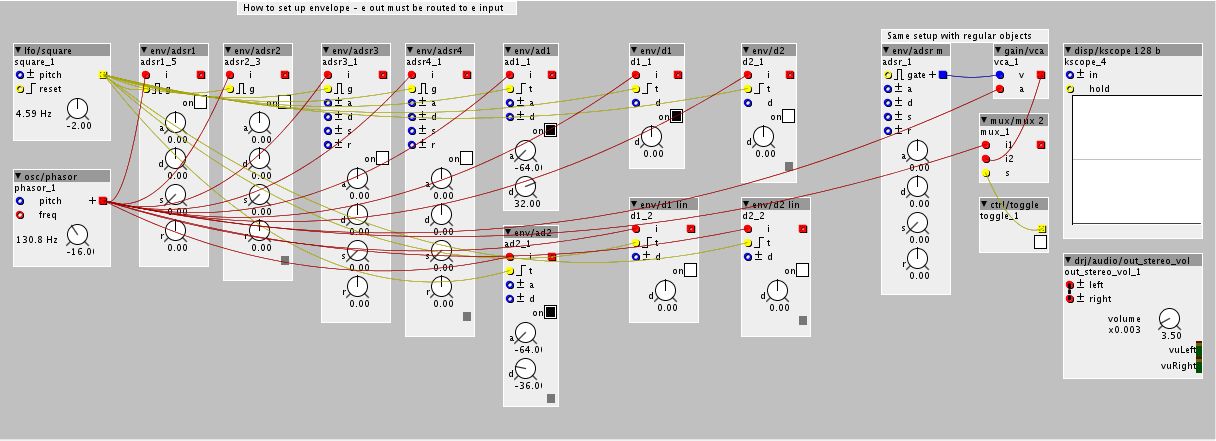 How to set up envelope - e out must be routed to e input
Same setup with regular objects
lfo/square
square_1
pitch
reset
4.59 Hz
-2.00
osc/phasor
phasor_1
pitch
freq
130.8 Hz
-16.0
env/adsr1
adsr1_5
i
g
on
a
0.00
d
0.00
s
0.00
r
0.00
env/adsr2
adsr2_3
i
g
on
a
0.00
d
0.00
s
0.00
r
0.00
env/adsr3
adsr3_1
i
g
a
d
s
r
on
a
0.00
d
0.00
s
0.00
r
0.00
env/adsr4
adsr4_1
i
g
a
d
s
r
on
a
0.00
d
0.00
s
0.00
r
0.00
env/ad1
ad1_1
i
t
a
d
on
a
-64.0
d
32.00
env/ad2
ad2_1
i
t
a
d
on
a
-64.0
d
-36.0
env/d1
d1_1
i
t
d
on
0.00
env/d2
d2_1
i
t
d
on
0.00
env/d1 lin
d1_2
i
t
d
on
0.00
env/d2 lin
d2_2
i
t
d
on
0.00
env/adsr m
adsr_1
gate +
a
d
s
r
a
0.00
d
0.00
s
0.00
r
0.00
gain/vca
vca_1
v
a
mux/mux 2
mux_1
i1
i2
s
ctrl/toggle
toggle_1
disp/kscope 128 b
kscope_4
in
hold
drj/audio/out_stereo_vol
out_stereo_vol_1
left
right
volume
x0.003
3.50
vuLeft
vuRight